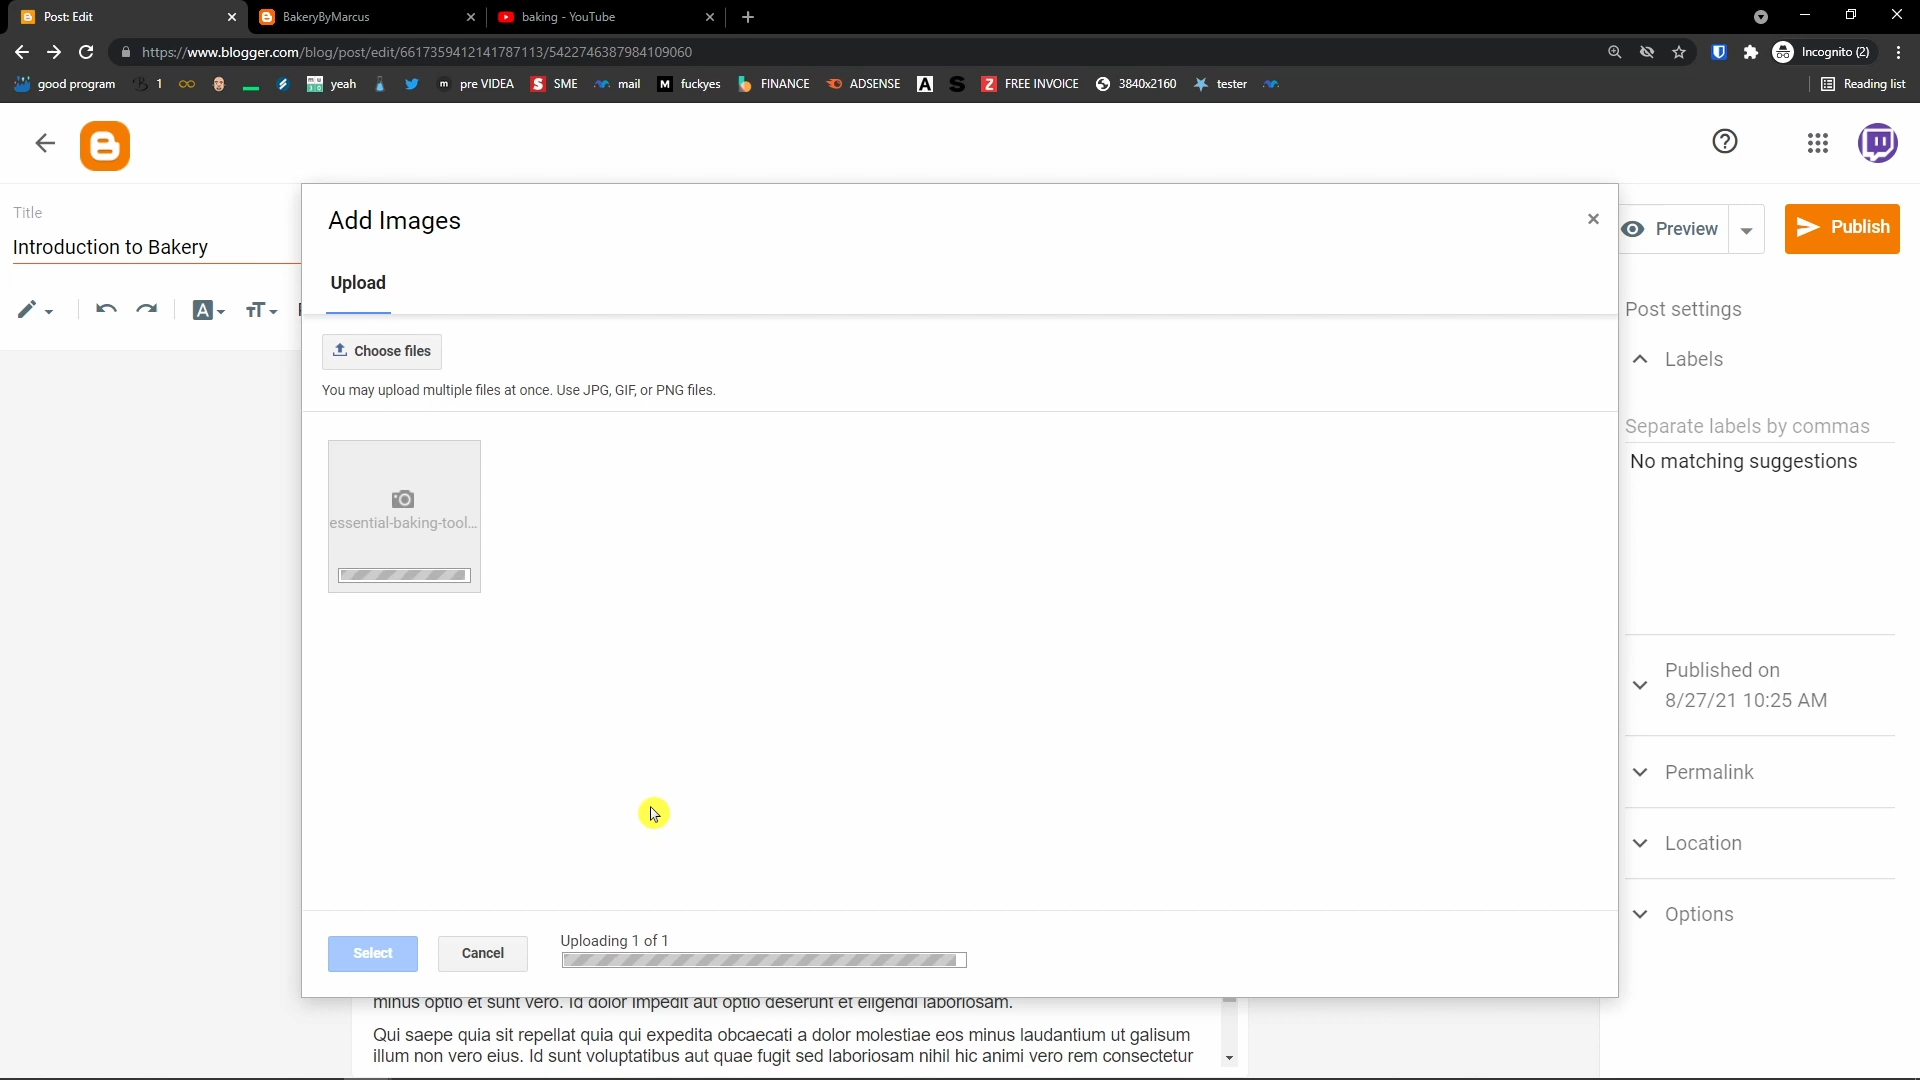 Post: Edit
BakeryByMarcus
baking - YouTube
https://www.blogger.com/blog/post/edit/6617359412141787113/5422746387984109060
Incognito (2)
good program
1
yeah
pre VIDEA
SME
mail
fuckyes
FINANCE
ADSENSE
FREE INVOICE
3840x2160
tester
Reading list
Title
Introduction to Bakery
Add Images
Preview
Publish
Upload
Choose files
You may upload multiple files at once. Use JPG, GIF, or PNG files.
essential-baking-tool...
Post settings
Labels
Separate labels by commas
No matching suggestions
Published on
8/27/21 10:25 AM
Permalink
Location
Options
Select
Cancel
Uploading 1 of 1
minus optio et sunt vero. Id dolor impedit aut optio deserunt et eligendi laboriosam.
Qui saepe quia sit repellat quia qui expedita obcaecati a dolor molestiae eos minus laudantium ut galisum
illum non vero eius. Id sunt voluptatibus aut quae fugit sed laboriosam nihil hic animi vero rem consectetur